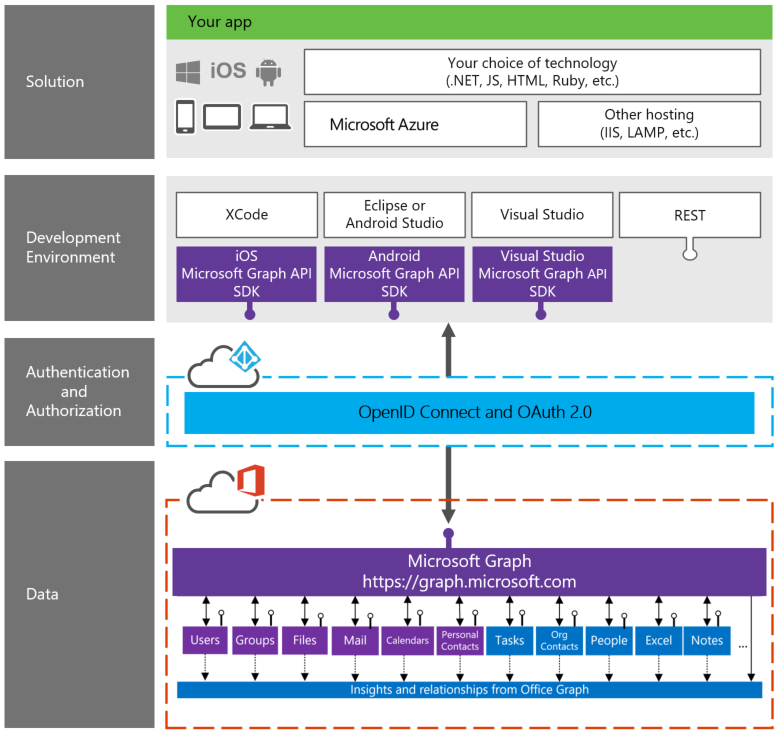 Your app
Solution
iOS
Your choice of technology
(.NET, JS, HTML, Ruby, etc.)
Microsoft Azure
Other hosting
(IIS, LAMP, etc.)
Development
Environment
XCode
Eclipse or
Android Studio
Visual Studio
REST
iOS
Microsoft Graph API
SDK
Android
Microsoft Graph API
SDK
Visual Studio
Microsoft Graph API
SDK
Authentication
and
Authorization
OpenID Connect and OAuth 2.0
Data
Microsoft Graph
https://graph.microsoft.com
Users
Groups
Files
Mail
Calendars
Personal
Contacts
Tasks
Org
Contacts
People
Excel
Notes
...
Insights and relationships from Office Graph